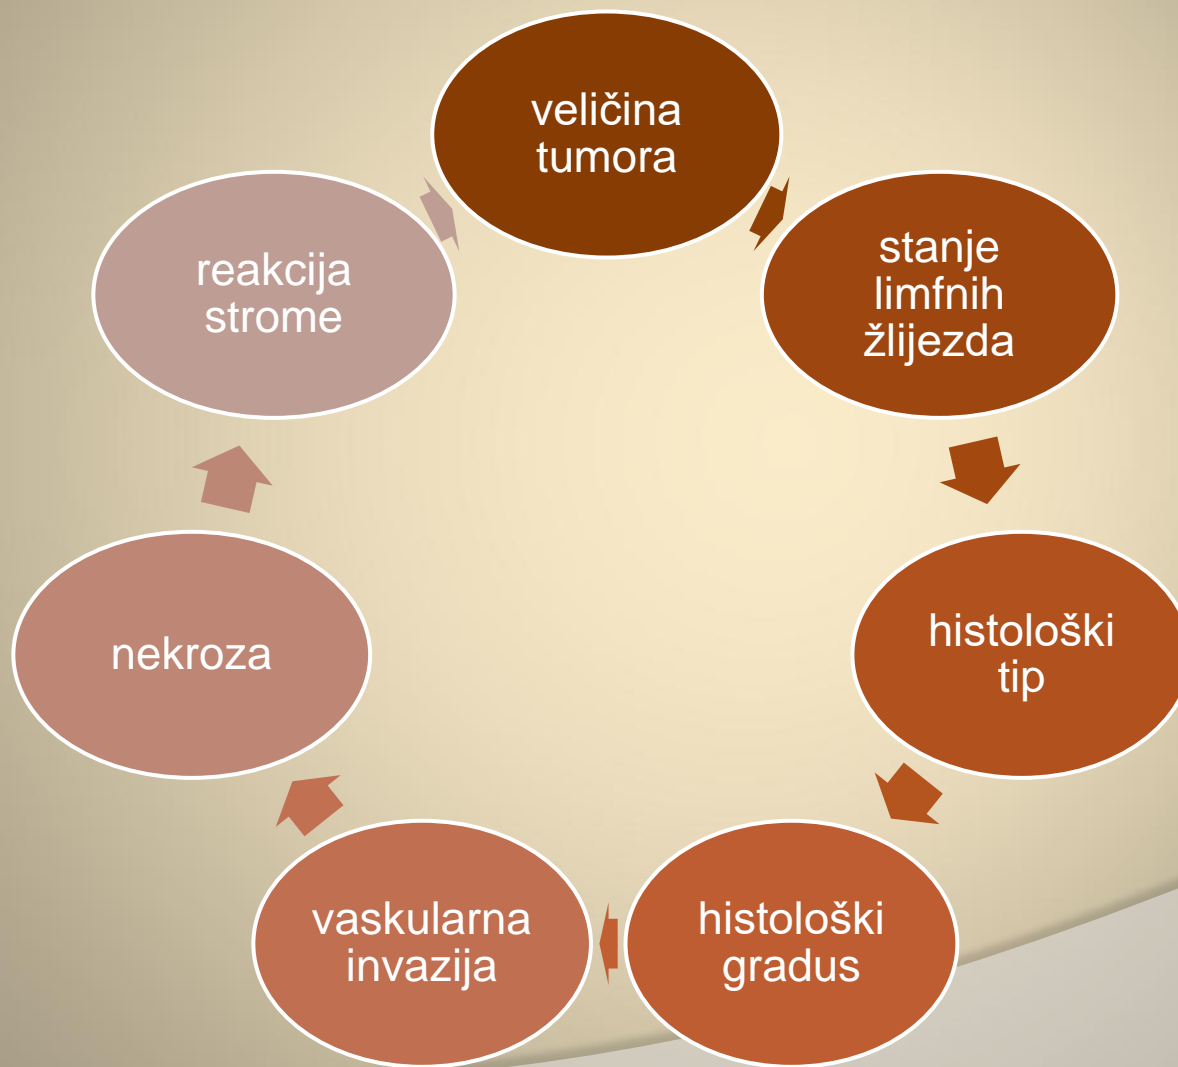 veličina
tumora
stanje
limfnih
žlijezda
histološki
tip
histološki
gradus
vaskularna
invazija
nekroza
reakcija
strome